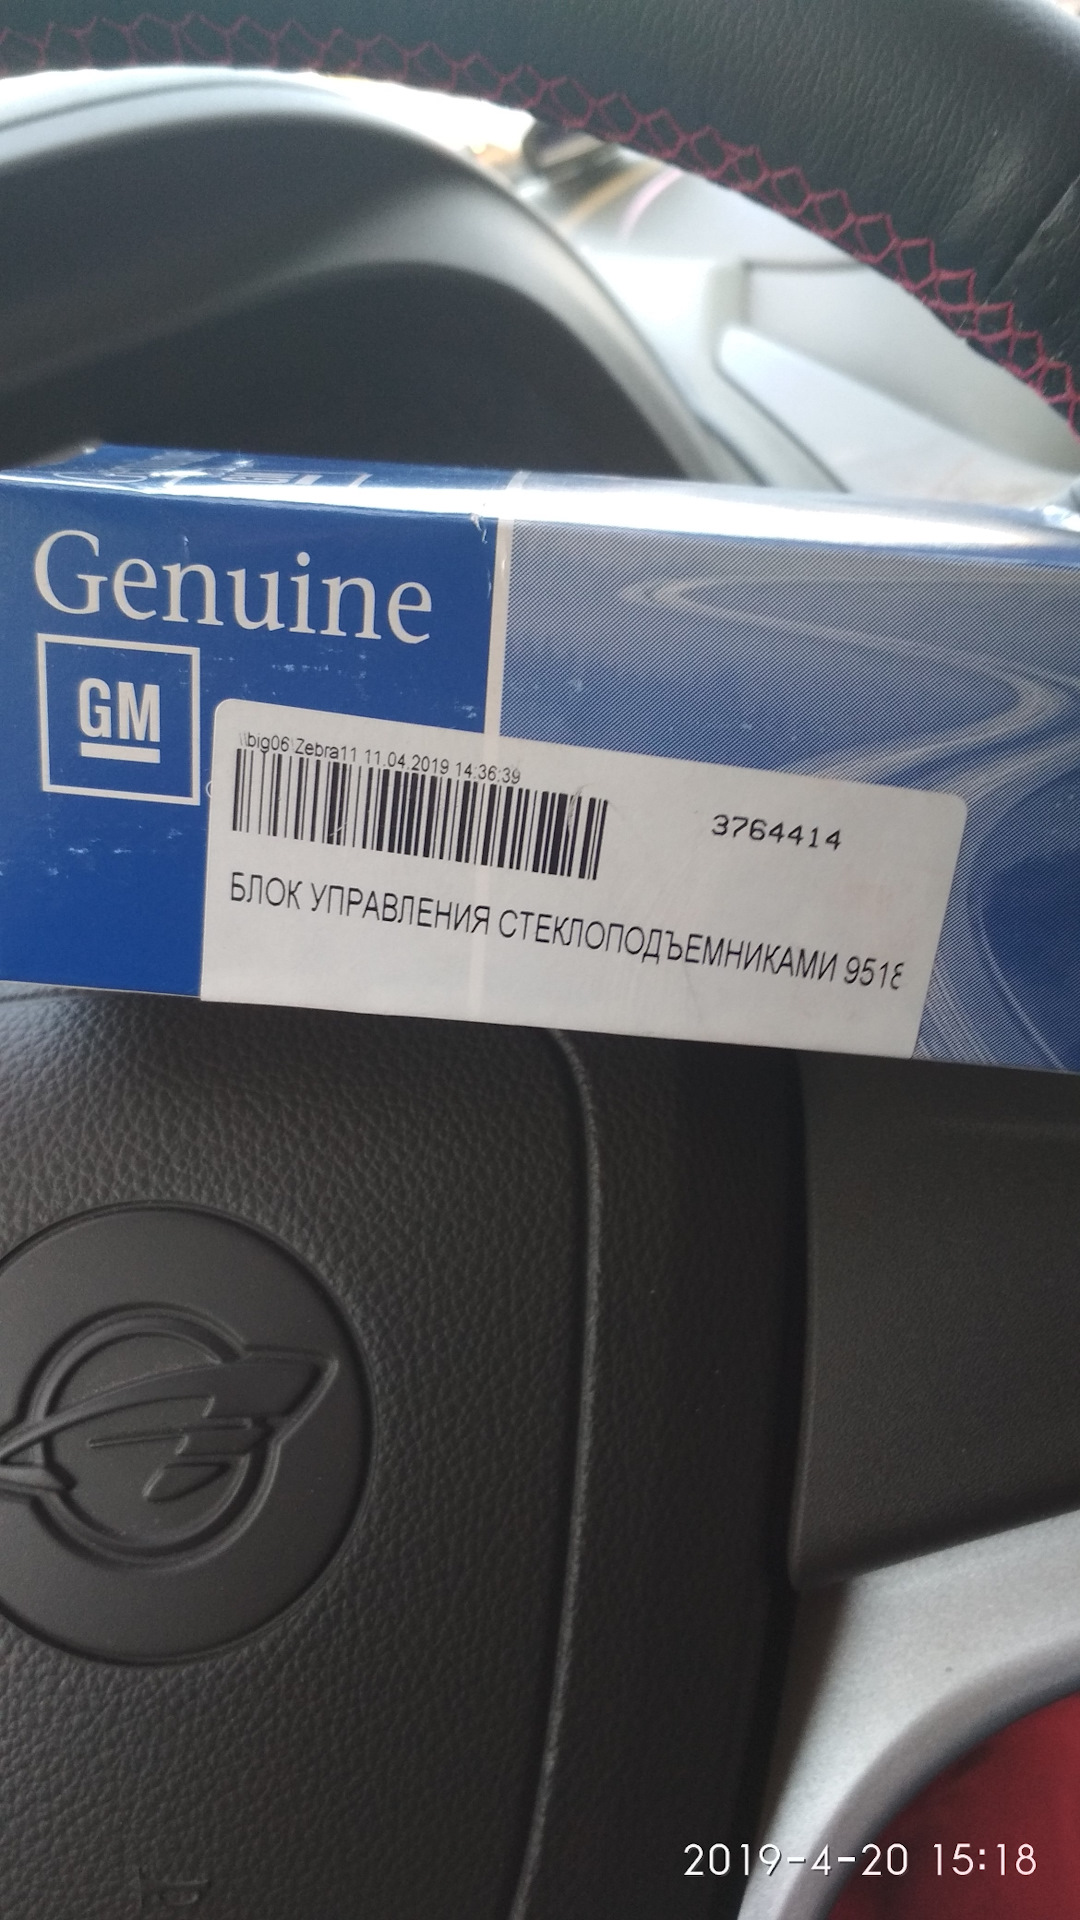 Genuine
GM
\\big06\Zebra11 11.04.2019 14:36:39
3764414
БЛОК УПРАВЛЕНИЯ СТЕКЛОПОДЪЕМНИКАМИ 9518
2019-4-20 15:18